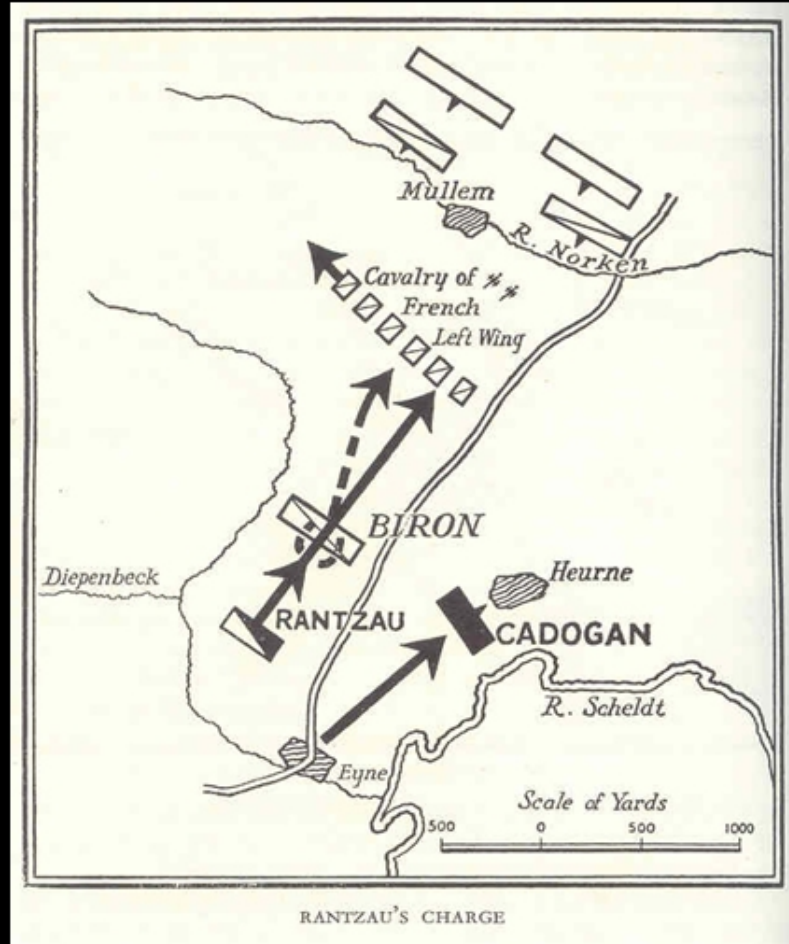 Mullem
R. Norken
Cavalry of
French
Left Wing
BIRON
Diepenbeck
Heurne
RANTZAU
CADOGAN
R. Scheldt
Eyne
Scale of Yards
500 0 500 1000
RANTZAU'S CHARGE